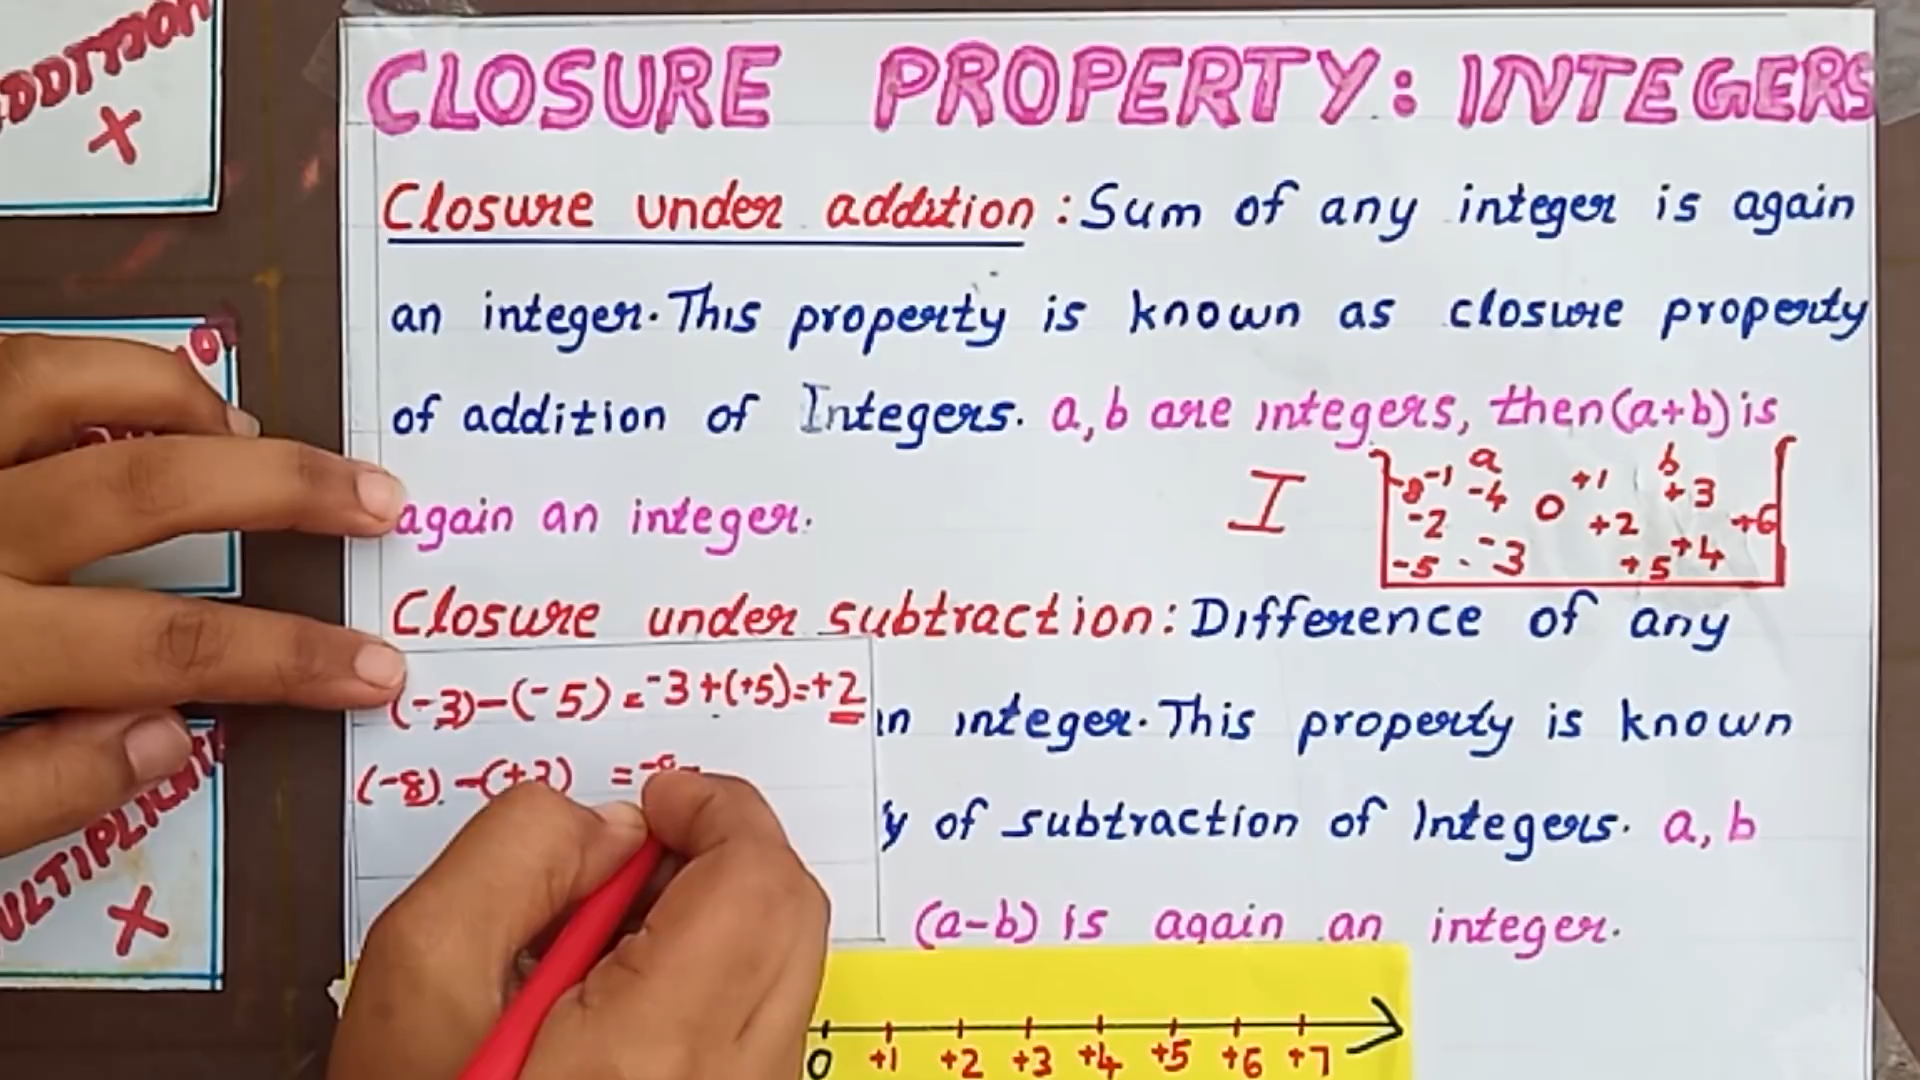 ADDITION
X
CLOSURE PROPERTY: INTEGERS
Closure under addition: Sum of any integer is again
an integer. This property is known as closure property
of addition of Integers. a, b are integers, then (a+b) is
again an integer.
I
a b
-8 -1 -4 0 +1 +3
-2 +2 +6
-5 -3 +5 +4
Closure under subtraction: Difference of any
(-3)-(-5) = -3+(+5)=+2
in integer. This property is known
(-8) -(+2) =
y of subtraction of Integers. a, b
(a-b) is again an integer.
X
0 +1 +2 +3 +4 +5 +6 +7